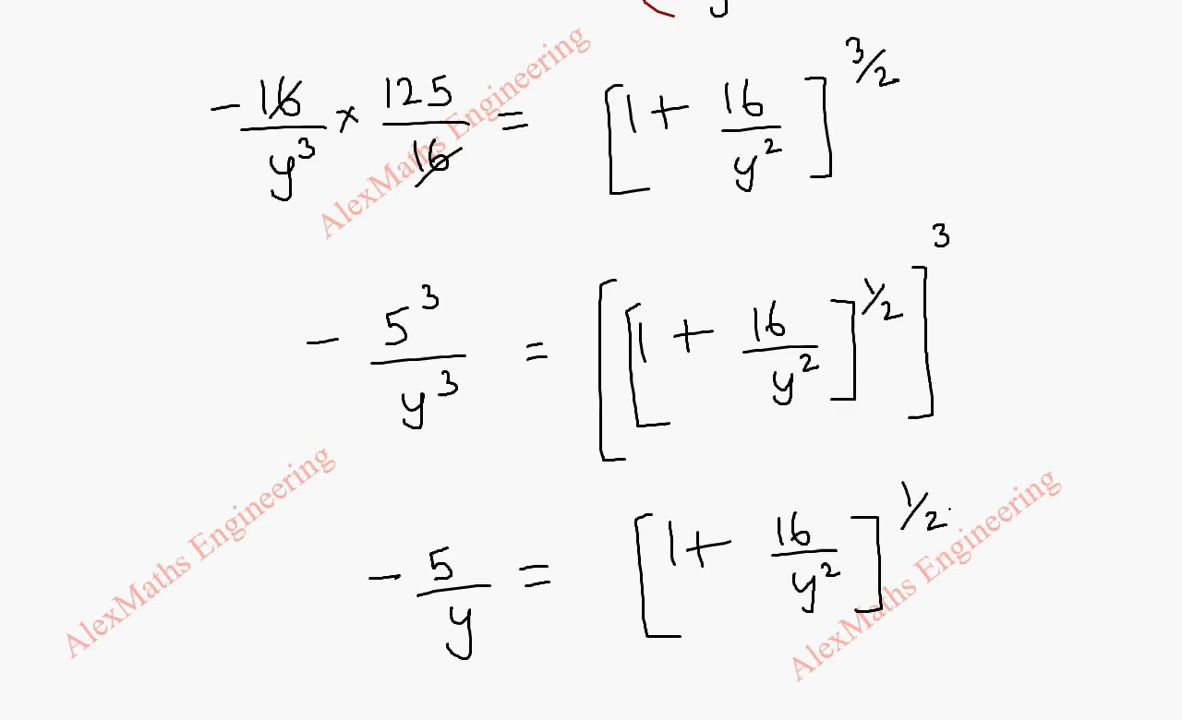 - 16/y³ × 125/16 = [1 + 16/y²]^3/2
AlexMaths Engineering
- 5³/y³ = [[1 + 16/y²]^1/2]^3
AlexMaths Engineering
AlexMaths Engineering
- 5/y = [1 + 16/y²]^1/2